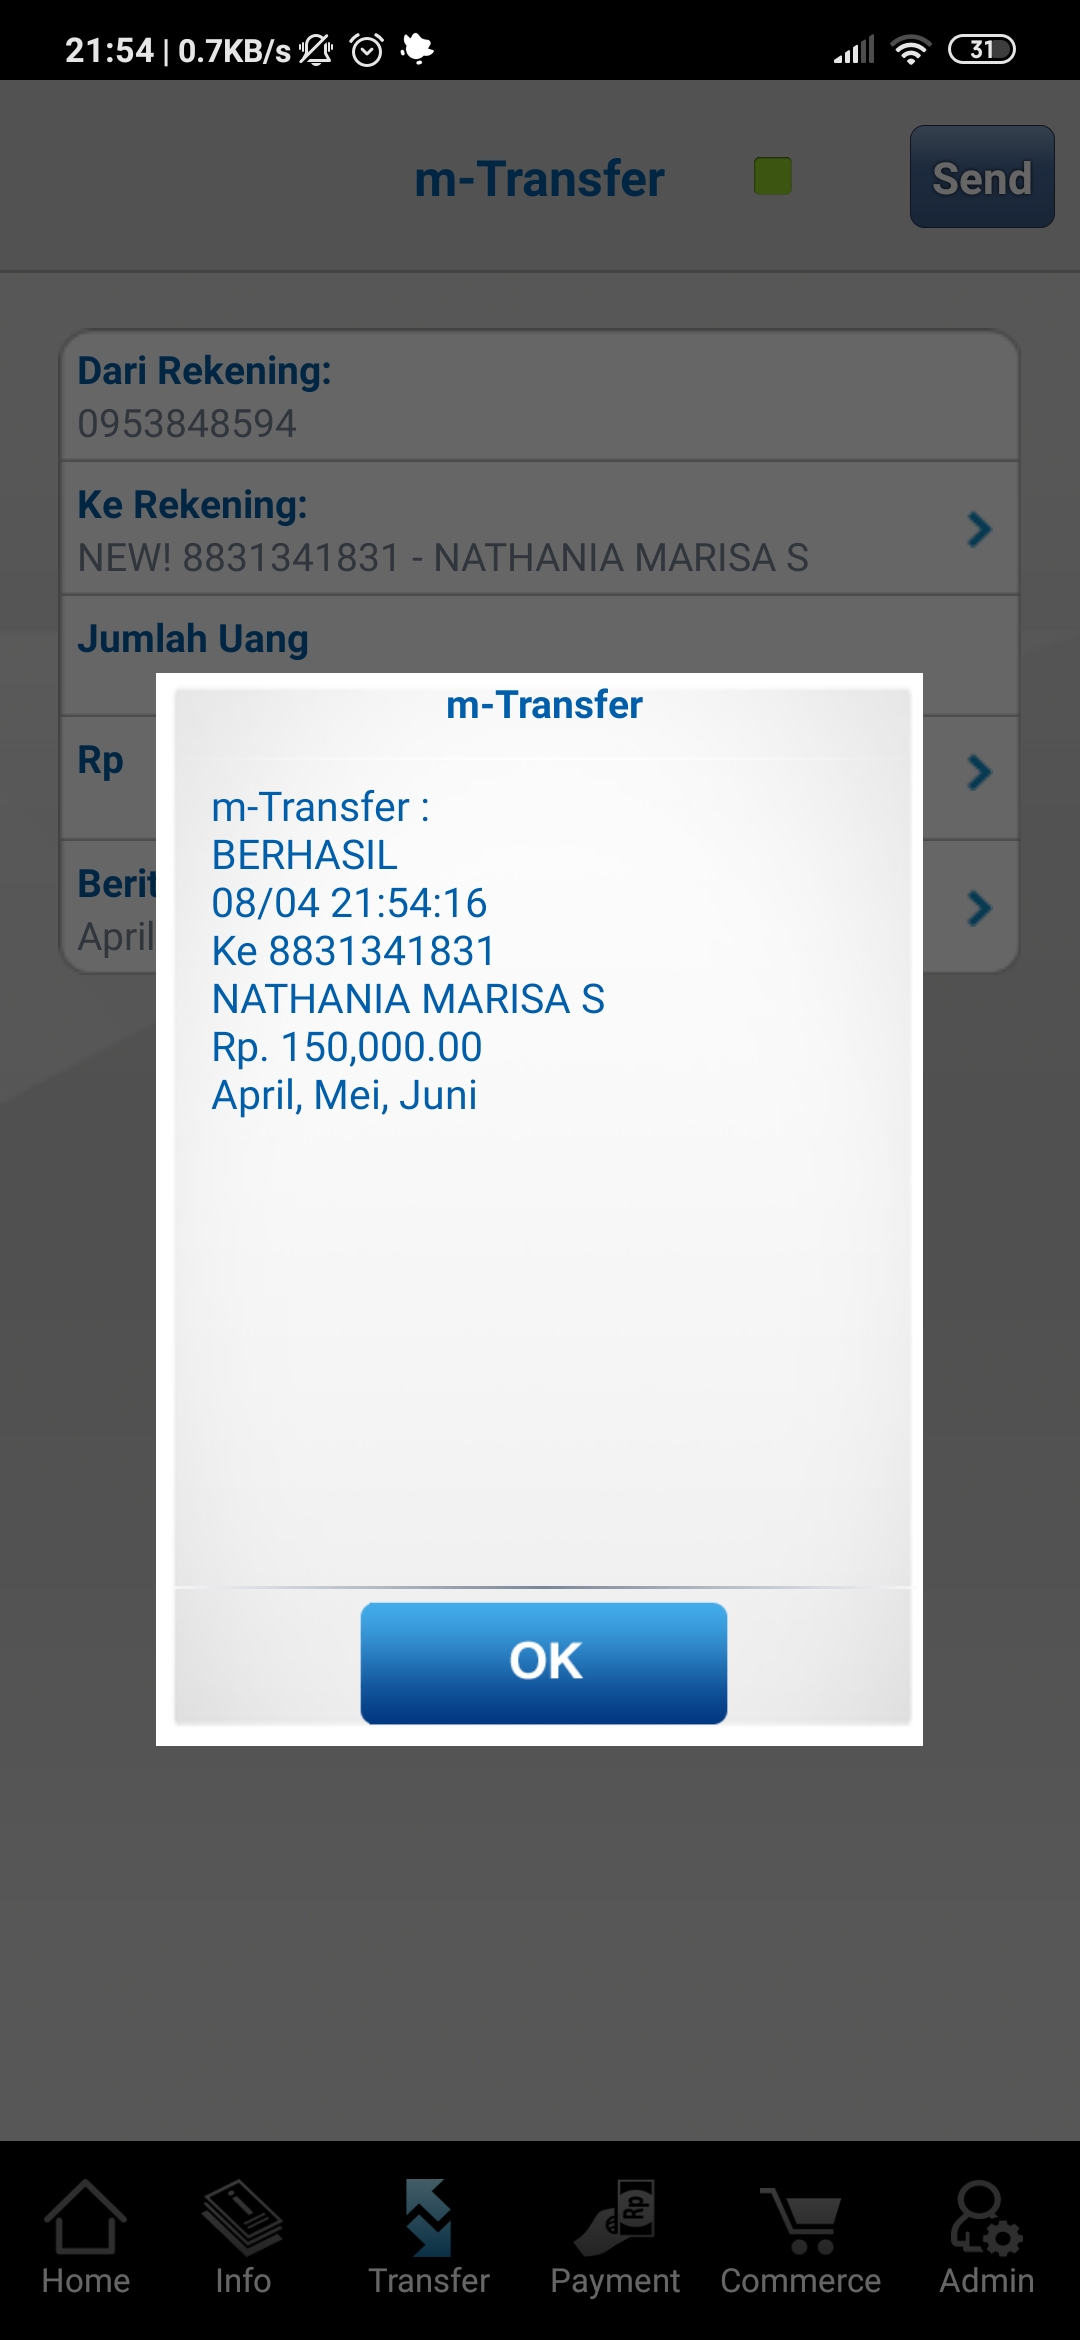 21:54 | 0.7KB/s
31
m-Transfer
Send
Dari Rekening:
0953848594
Ke Rekening:
NEW! 8831341831 - NATHANIA MARISA S
Jumlah Uang
Rp
Berit
April
m-Transfer
m-Transfer :
BERHASIL
08/04 21:54:16
Ke 8831341831
NATHANIA MARISA S
Rp. 150,000.00
April, Mei, Juni
OK
Rp
Home Info Transfer Payment Commerce Admin